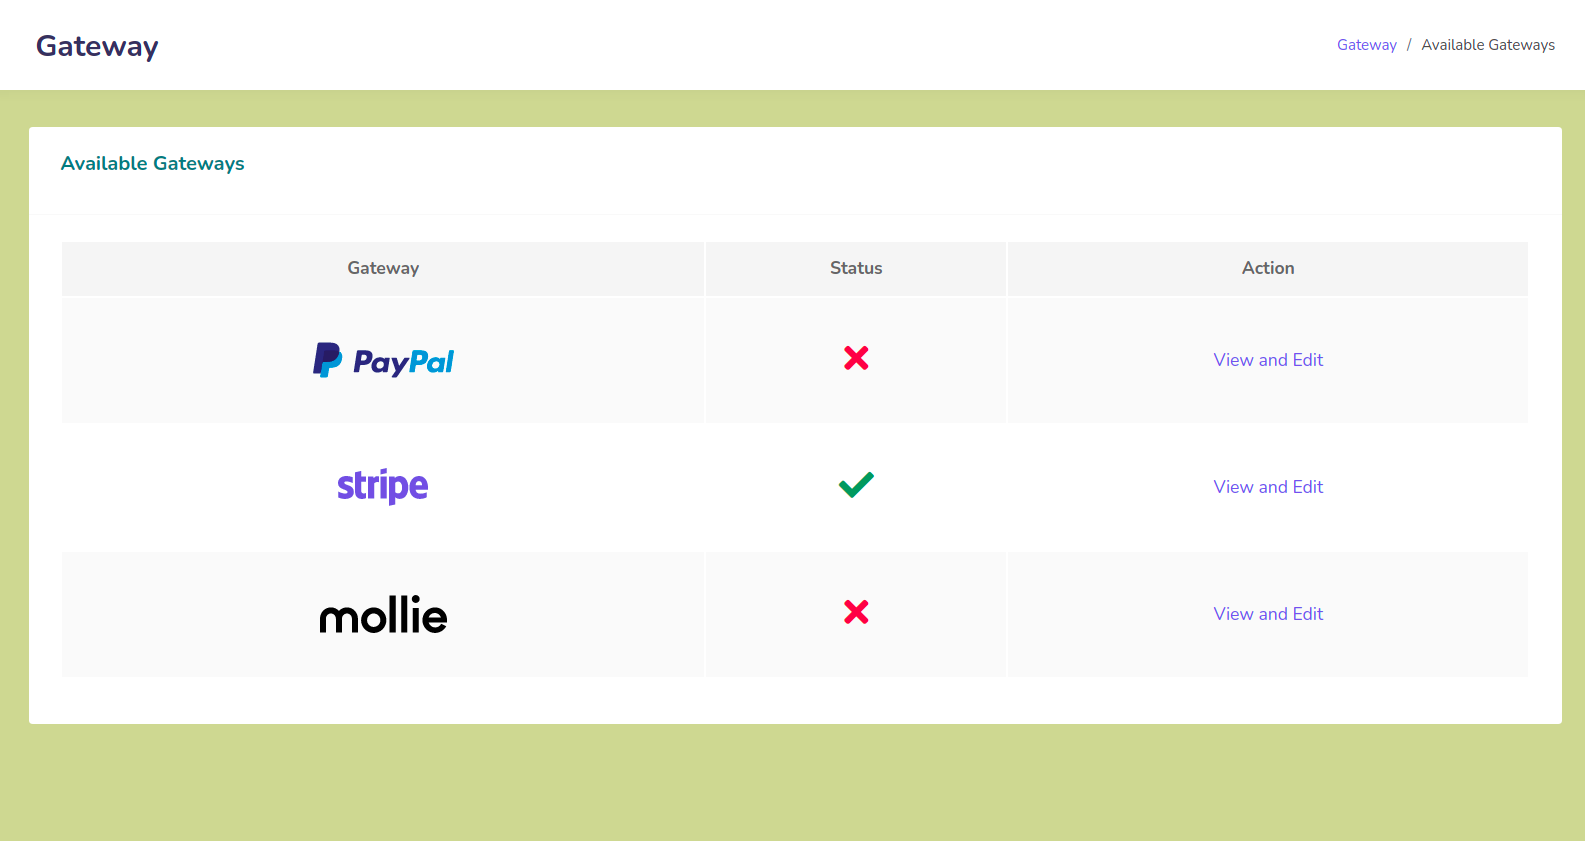 Gateway
Gateway / Available Gateways
Available Gateways
Gateway Status Action
PayPal View and Edit
stripe View and Edit
mollie View and Edit